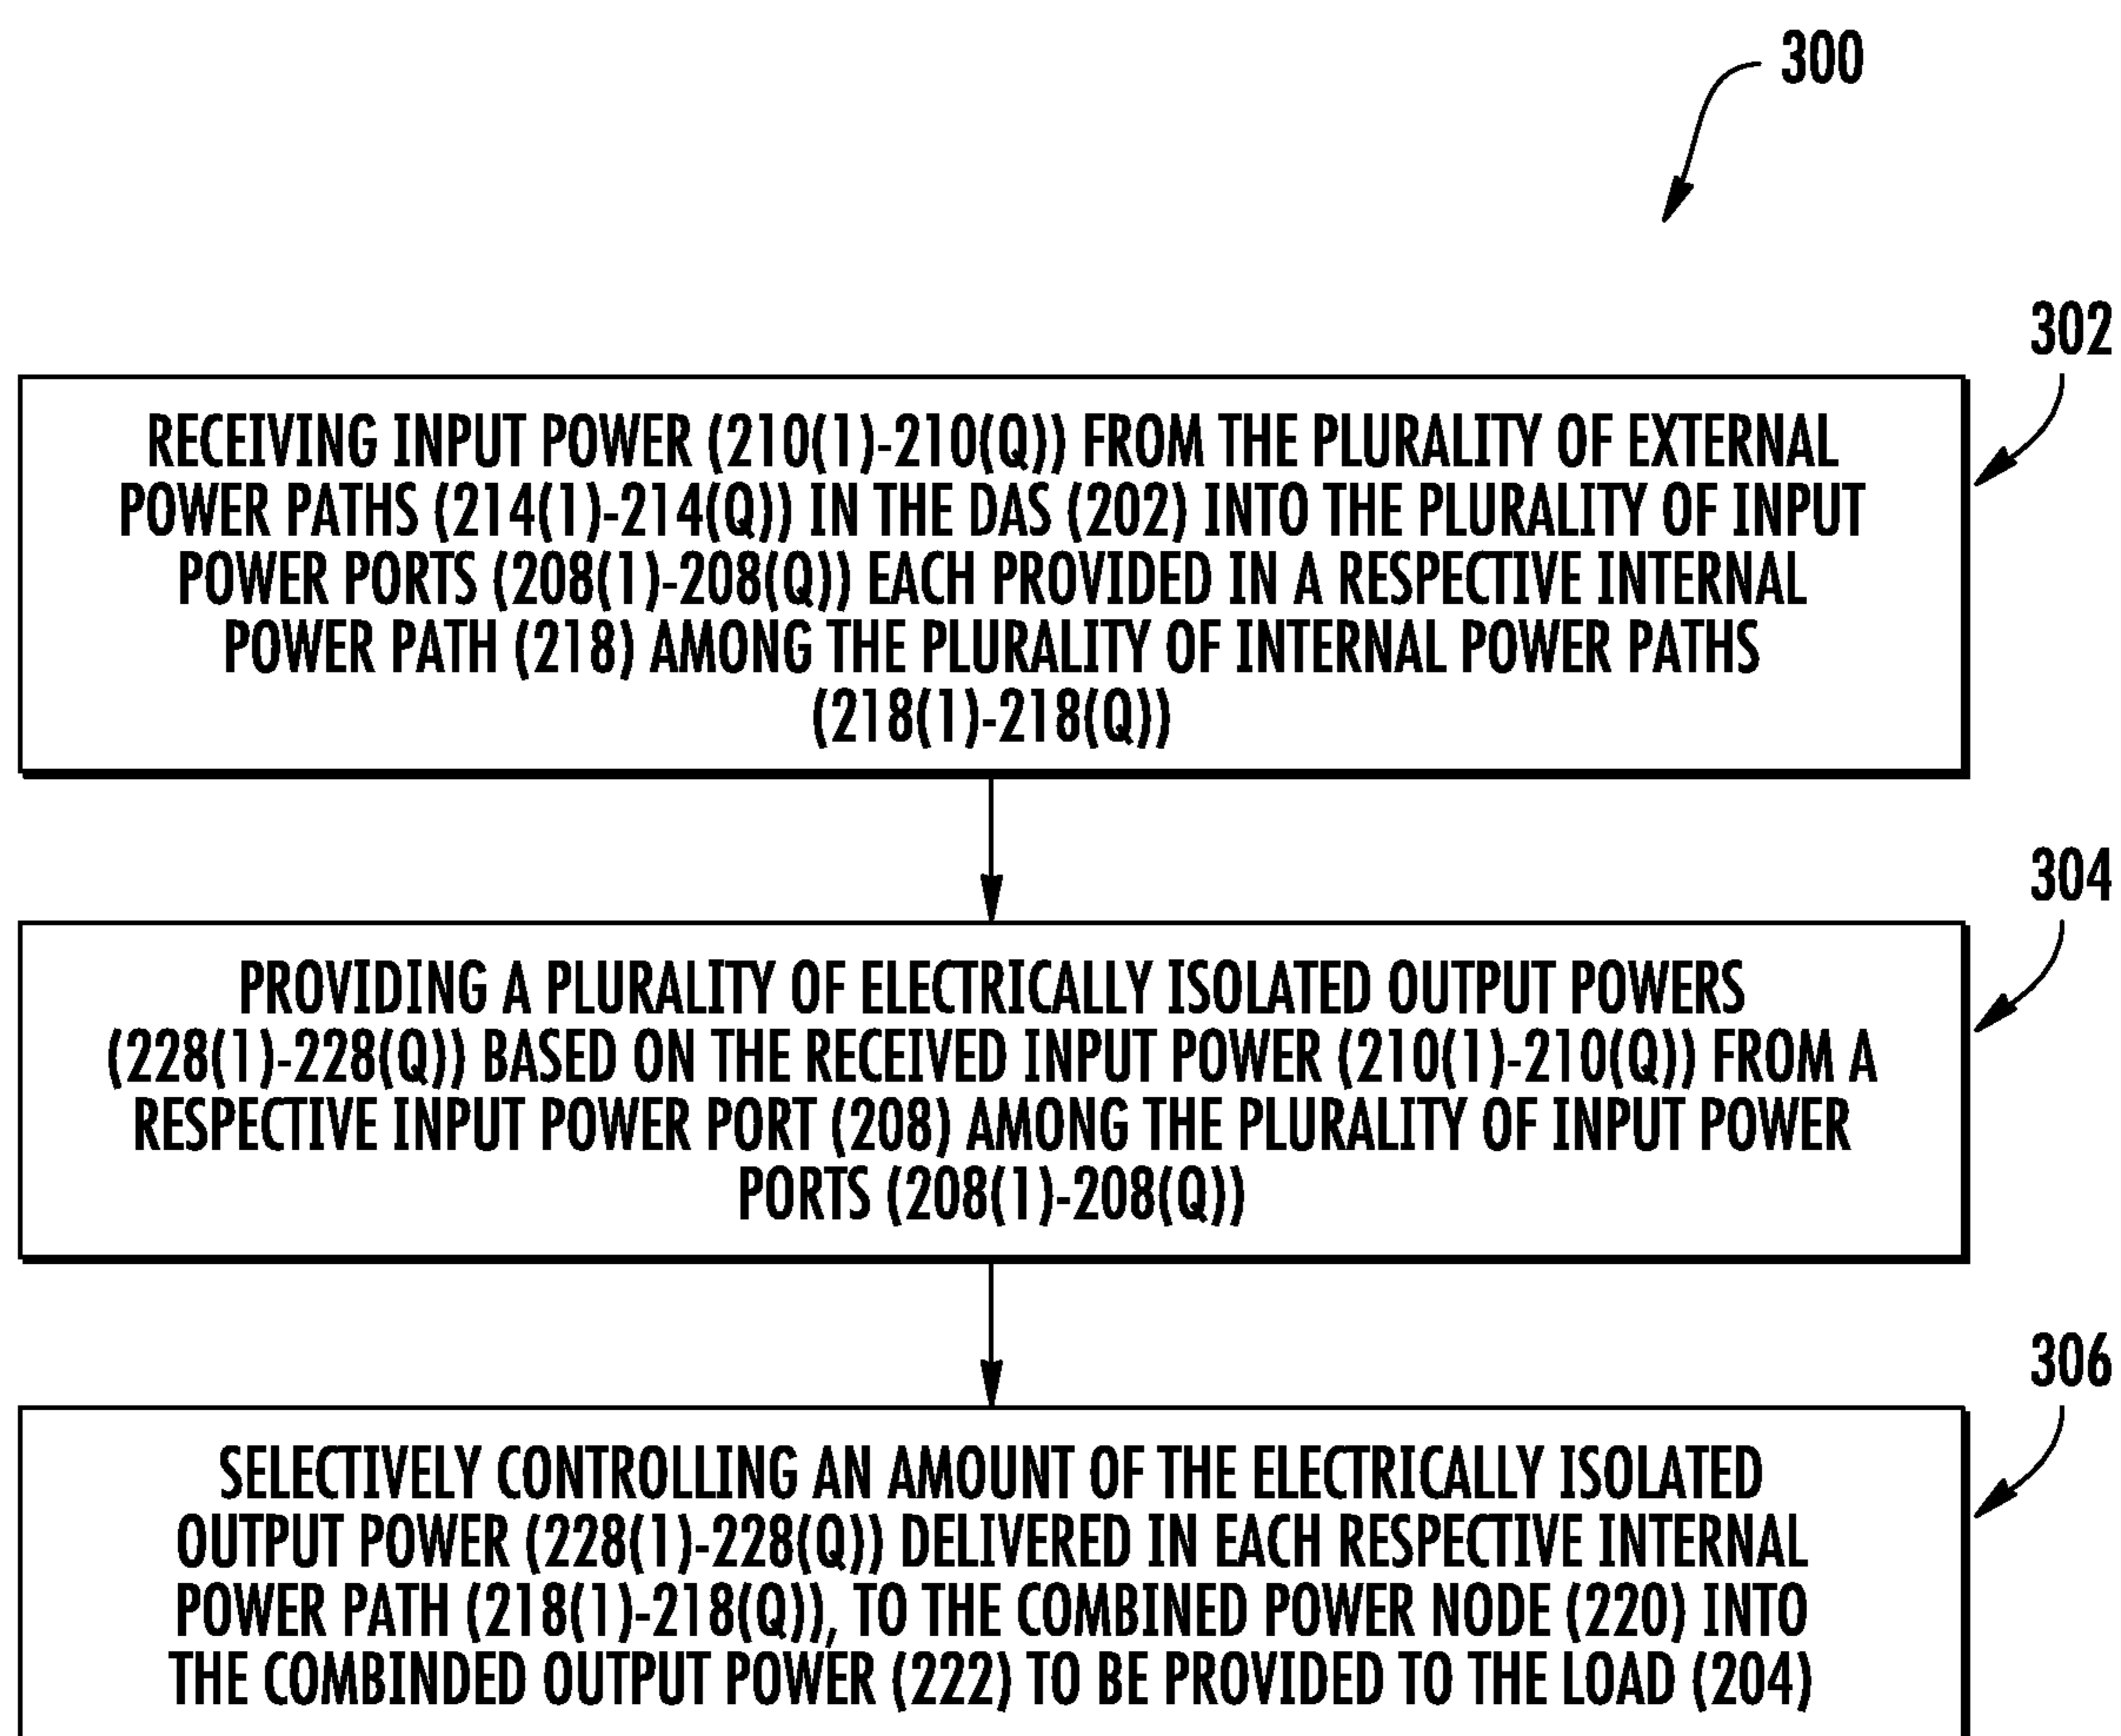 300
302
RECEIVING INPUT POWER (210(1)-210(Q)) FROM THE PLURALITY OF EXTERNAL
POWER PATHS (214(1)-214(Q)) IN THE DAS (202) INTO THE PLURALITY OF INPUT
POWER PORTS (208(1)-208(Q)) EACH PROVIDED IN A RESPECTIVE INTERNAL
POWER PATH (218) AMONG THE PLURALITY OF INTERNAL POWER PATHS
(218(1)-218(Q))
304
PROVIDING A PLURALITY OF ELECTRICALLY ISOLATED OUTPUT POWERS
(228(1)-228(Q)) BASED ON THE RECEIVED INPUT POWER (210(1)-210(Q)) FROM A
RESPECTIVE INPUT POWER PORT (208) AMONG THE PLURALITY OF INPUT POWER
PORTS (208(1)-208(Q))
306
SELECTIVELY CONTROLLING AN AMOUNT OF THE ELECTRICALLY ISOLATED
OUTPUT POWER (228(1)-228(Q)) DELIVERED IN EACH RESPECTIVE INTERNAL
POWER PATH (218(1)-218(Q)), TO THE COMBINED POWER NODE (220) INTO
THE COMBINDED OUTPUT POWER (222) TO BE PROVIDED TO THE LOAD (204)